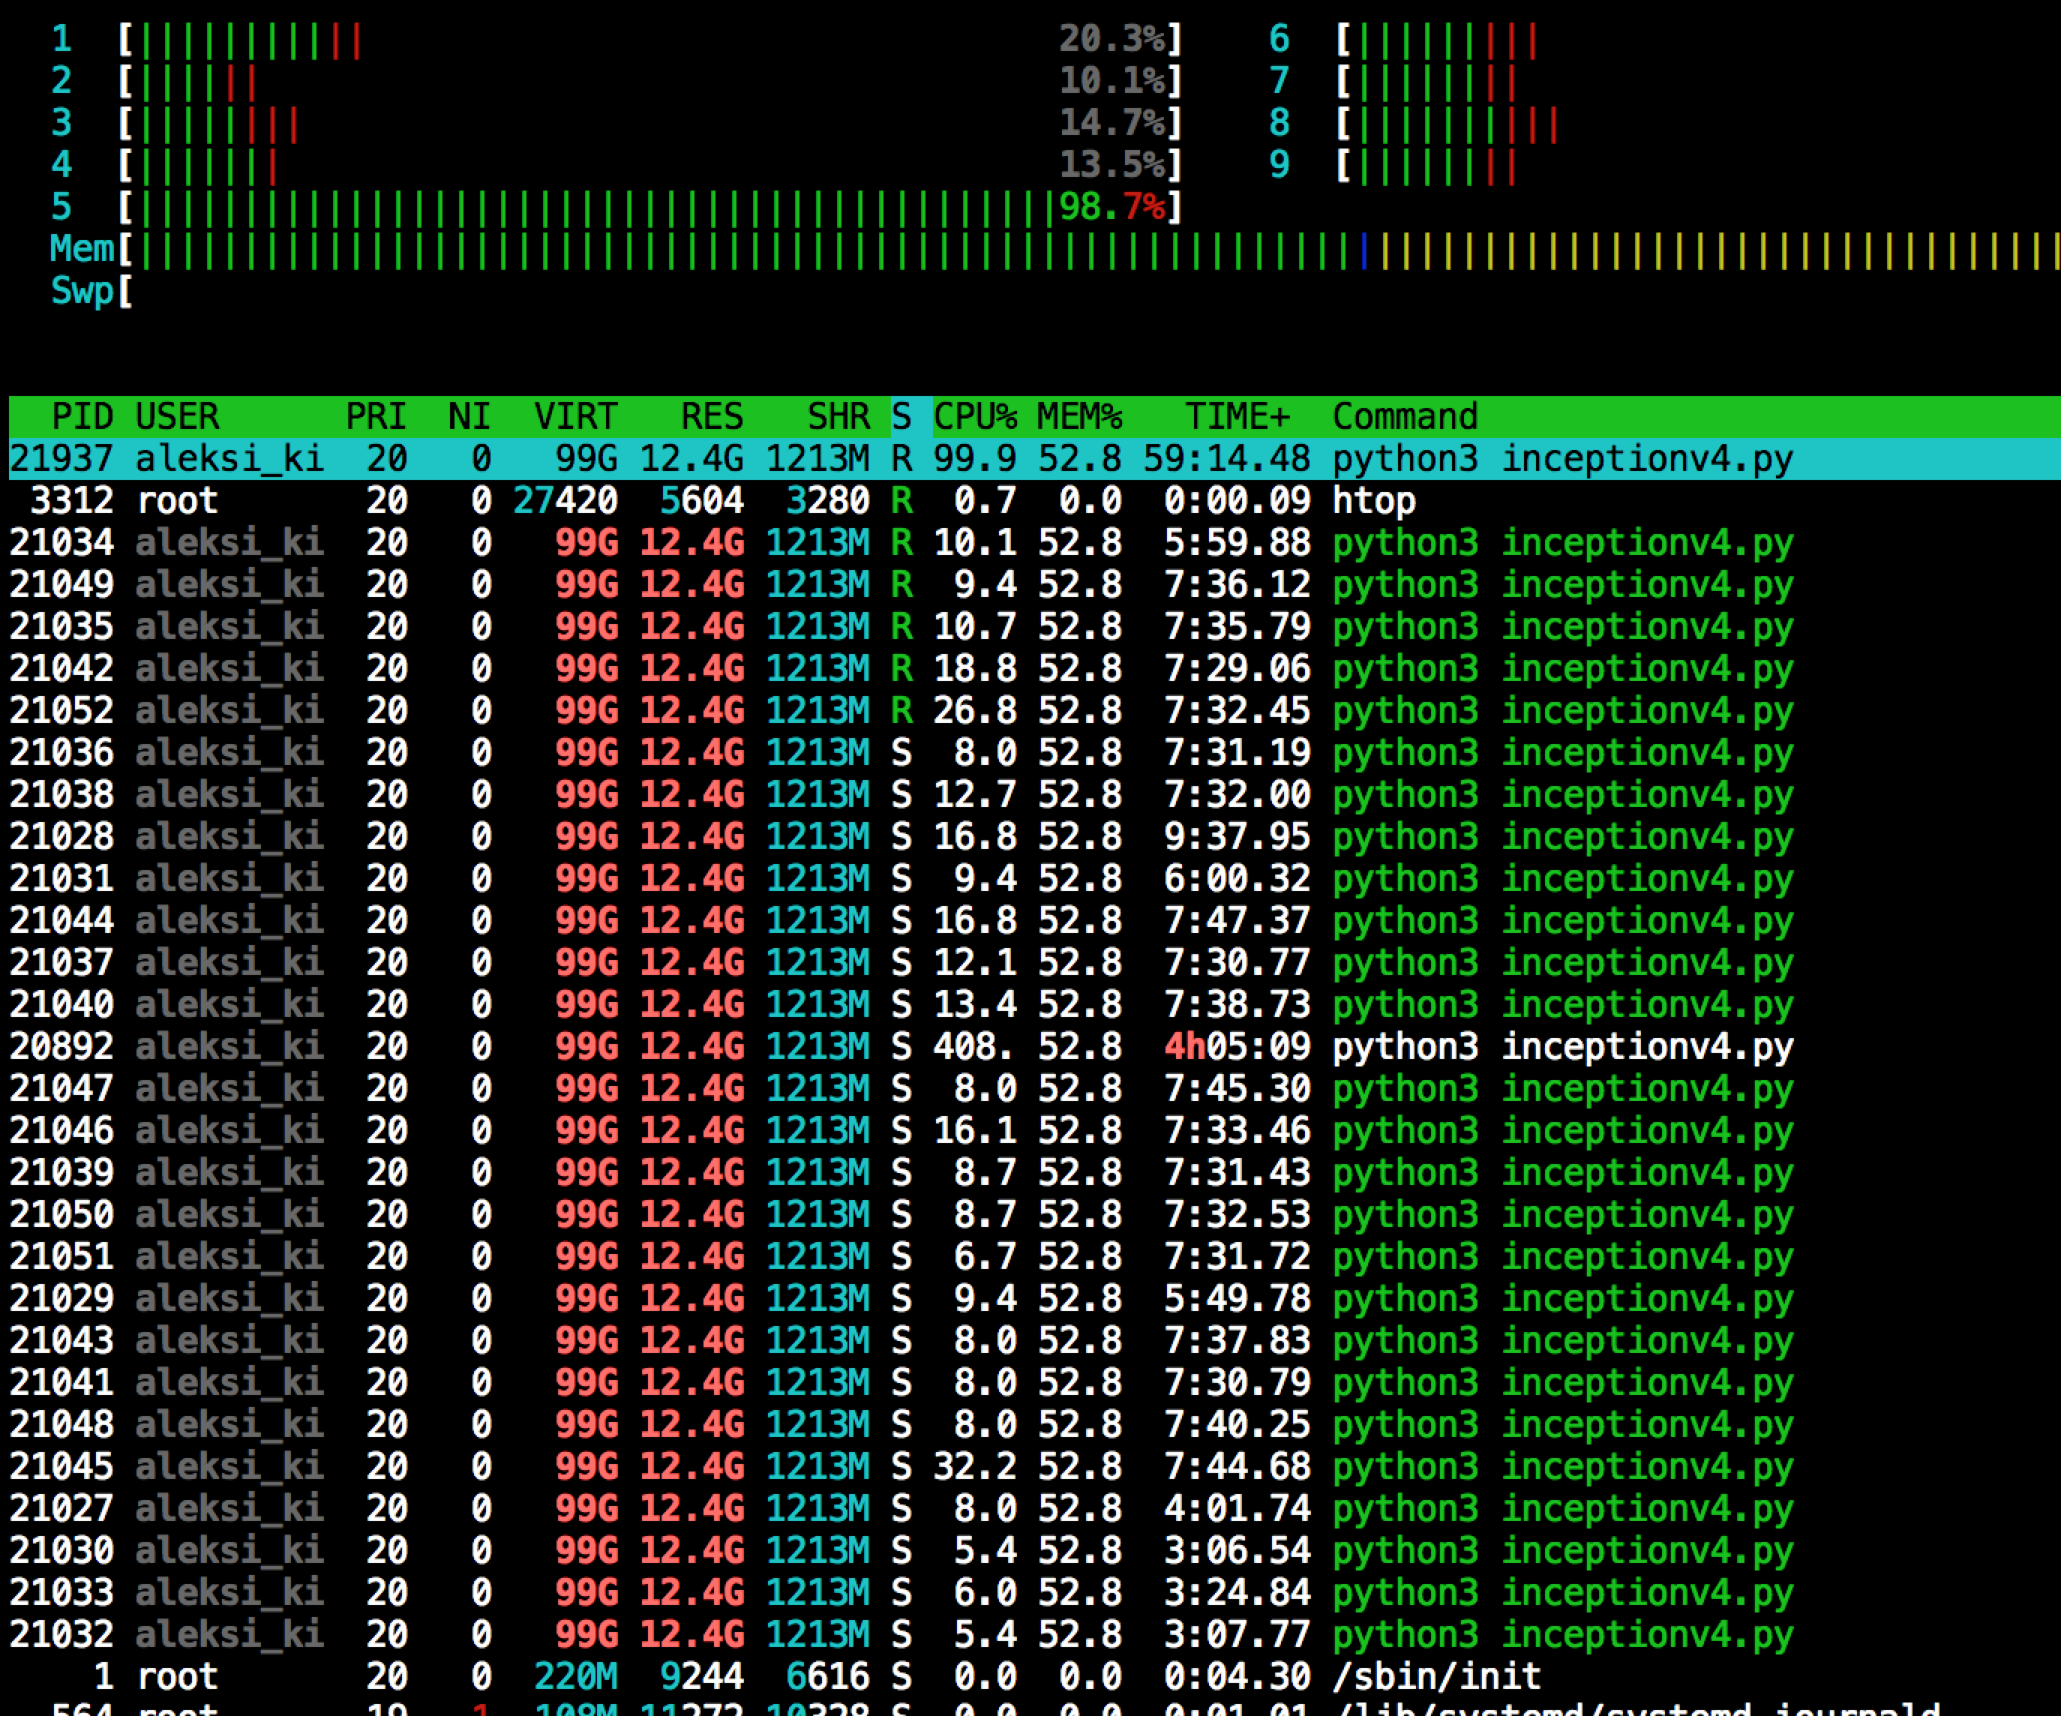 1 [||||||||||| 20.3%] 6 [|||||||||
2 [|||||| 10.1%] 7 [||||||||
3 [|||||||| 14.7%] 8 [||||||||||
4 [||||||| 13.5%] 9 [||||||||
5 [||||||||||||||||||||||||||||||||||||||||||||98.7%]
Mem[||||||||||||||||||||||||||||||||||||||||||||||||||||||||||||||||||||||||||||||||||||||||||||
Swp[
PID USER PRI NI VIRT RES SHR S CPU% MEM% TIME+ Command
21937 aleksi_ki 20 0 99G 12.4G 1213M R 99.9 52.8 59:14.48 python3 inceptionv4.py
3312 root 20 0 27420 5604 3280 R 0.7 0.0 0:00.09 htop
21034 aleksi_ki 20 0 99G 12.4G 1213M R 10.1 52.8 5:59.88 python3 inceptionv4.py
21049 aleksi_ki 20 0 99G 12.4G 1213M R 9.4 52.8 7:36.12 python3 inceptionv4.py
21035 aleksi_ki 20 0 99G 12.4G 1213M R 10.7 52.8 7:35.79 python3 inceptionv4.py
21042 aleksi_ki 20 0 99G 12.4G 1213M R 18.8 52.8 7:29.06 python3 inceptionv4.py
21052 aleksi_ki 20 0 99G 12.4G 1213M R 26.8 52.8 7:32.45 python3 inceptionv4.py
21036 aleksi_ki 20 0 99G 12.4G 1213M S 8.0 52.8 7:31.19 python3 inceptionv4.py
21038 aleksi_ki 20 0 99G 12.4G 1213M S 12.7 52.8 7:32.00 python3 inceptionv4.py
21028 aleksi_ki 20 0 99G 12.4G 1213M S 16.8 52.8 9:37.95 python3 inceptionv4.py
21031 aleksi_ki 20 0 99G 12.4G 1213M S 9.4 52.8 6:00.32 python3 inceptionv4.py
21044 aleksi_ki 20 0 99G 12.4G 1213M S 16.8 52.8 7:47.37 python3 inceptionv4.py
21037 aleksi_ki 20 0 99G 12.4G 1213M S 12.1 52.8 7:30.77 python3 inceptionv4.py
21040 aleksi_ki 20 0 99G 12.4G 1213M S 13.4 52.8 7:38.73 python3 inceptionv4.py
20892 aleksi_ki 20 0 99G 12.4G 1213M S 408. 52.8 4h05:09 python3 inceptionv4.py
21047 aleksi_ki 20 0 99G 12.4G 1213M S 8.0 52.8 7:45.30 python3 inceptionv4.py
21046 aleksi_ki 20 0 99G 12.4G 1213M S 16.1 52.8 7:33.46 python3 inceptionv4.py
21039 aleksi_ki 20 0 99G 12.4G 1213M S 8.7 52.8 7:31.43 python3 inceptionv4.py
21050 aleksi_ki 20 0 99G 12.4G 1213M S 8.7 52.8 7:32.53 python3 inceptionv4.py
21051 aleksi_ki 20 0 99G 12.4G 1213M S 6.7 52.8 7:31.72 python3 inceptionv4.py
21029 aleksi_ki 20 0 99G 12.4G 1213M S 9.4 52.8 5:49.78 python3 inceptionv4.py
21043 aleksi_ki 20 0 99G 12.4G 1213M S 8.0 52.8 7:37.83 python3 inceptionv4.py
21041 aleksi_ki 20 0 99G 12.4G 1213M S 8.0 52.8 7:30.79 python3 inceptionv4.py
21048 aleksi_ki 20 0 99G 12.4G 1213M S 8.0 52.8 7:40.25 python3 inceptionv4.py
21045 aleksi_ki 20 0 99G 12.4G 1213M S 32.2 52.8 7:44.68 python3 inceptionv4.py
21027 aleksi_ki 20 0 99G 12.4G 1213M S 8.0 52.8 4:01.74 python3 inceptionv4.py
21030 aleksi_ki 20 0 99G 12.4G 1213M S 5.4 52.8 3:06.54 python3 inceptionv4.py
21033 aleksi_ki 20 0 99G 12.4G 1213M S 6.0 52.8 3:24.84 python3 inceptionv4.py
21032 aleksi_ki 20 0 99G 12.4G 1213M S 5.4 52.8 3:07.77 python3 inceptionv4.py
1 root 20 0 220M 9244 6616 S 0.0 0.0 0:04.30 /sbin/init
564 root 19 108M 11272 10328 S 0.0 0.0 0:01.01 /lib/systemd/systemd-journald